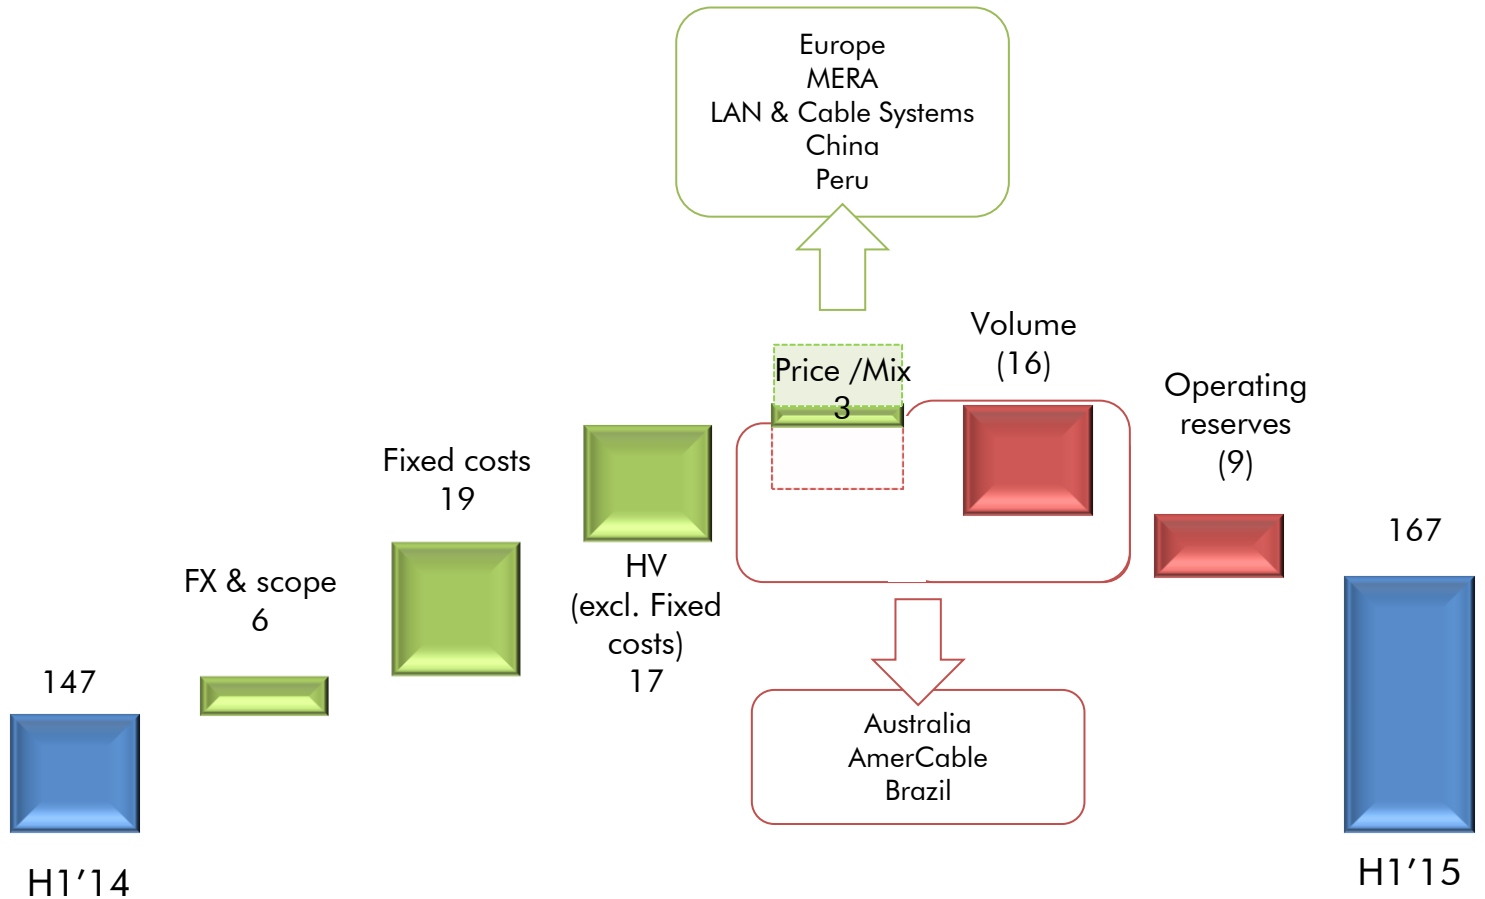 Europe
MERA
LAN & Cable Systems
China
Peru
Volume
(16)
Price /Mix
3
Operating
reserves
(9)
Fixed costs
19
HV
(excl. Fixed
costs)
17
FX & scope
6
147
167
Australia
AmerCable
Brazil
H1'14
H1'15